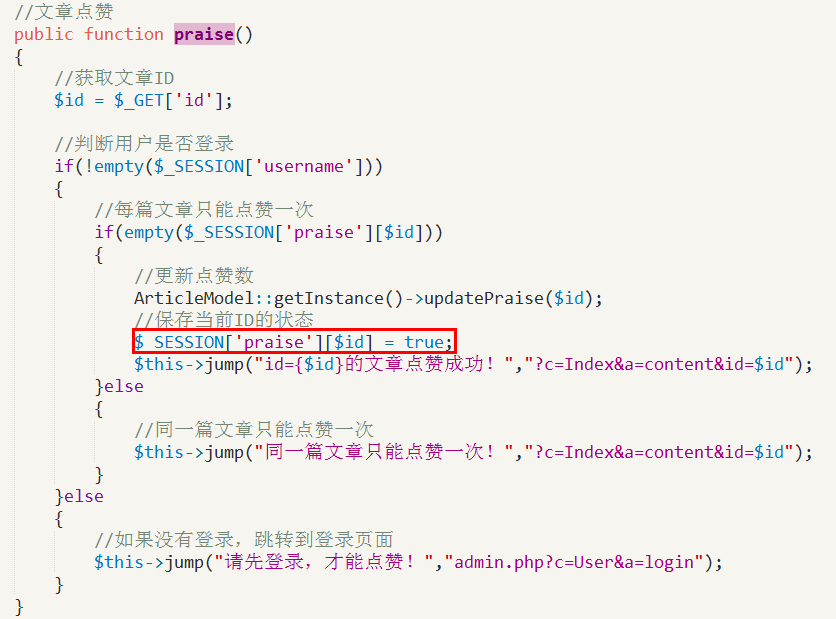 //文章点赞
public function praise()
{
//获取文章ID
$id = $_GET['id'];
//判断用户是否登录
if(!empty($_SESSION['username']))
{
//每篇文章只能点赞一次
if(empty($_SESSION['praise'][$id]))
{
//更新点赞数
ArticleModel::getInstance()->updatePraise($id);
//保存当前ID的状态
$_SESSION['praise'][$id] = true;
$this->jump("id={$id}的文章点赞成功！","?c=Index&a=content&id=$id");
}else
{
//同一篇文章只能点赞一次
$this->jump("同一篇文章只能点赞一次！","?c=Index&a=content&id=$id");
}
}else
{
//如果没有登录，跳转到登录页面
$this->jump("请先登录，才能点赞！","admin.php?c=User&a=login");
}
}